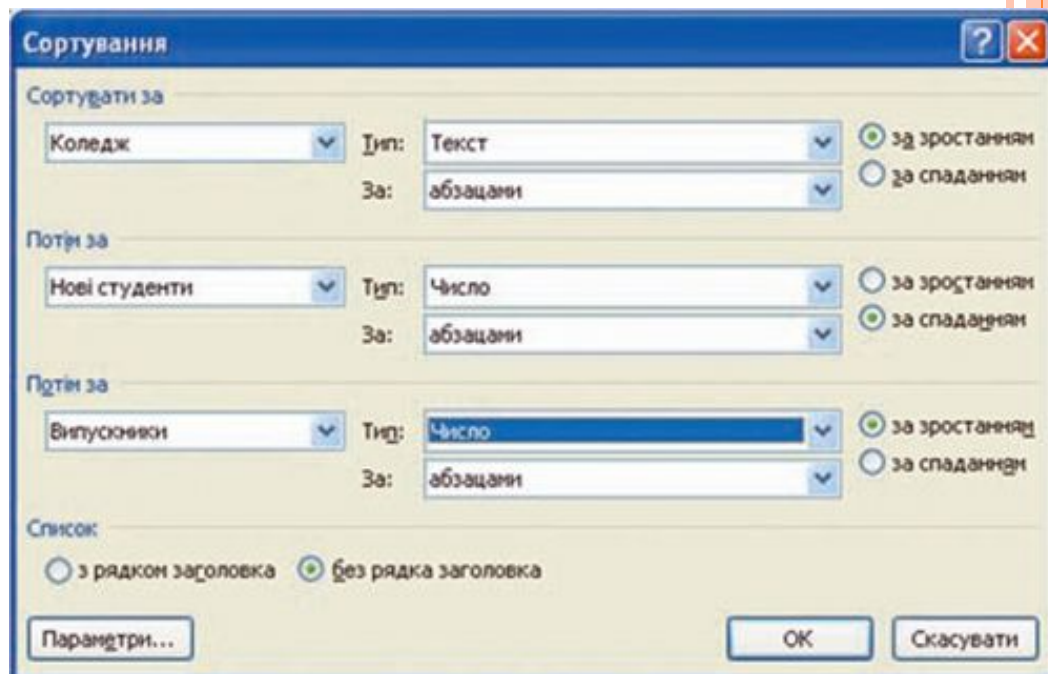 Сортування
Сортувати за
Коледж Тип: Текст за зростанням
За: абзацами за спаданням
Потім за
Нові студенти Тип: Число за зростанням
За: абзацами за спаданням
Потім за
Випускники Тип: Число за зростанням
За: абзацами за спаданням
Список
з рядком заголовка без рядка заголовка
Параметри... ОК Скасувати